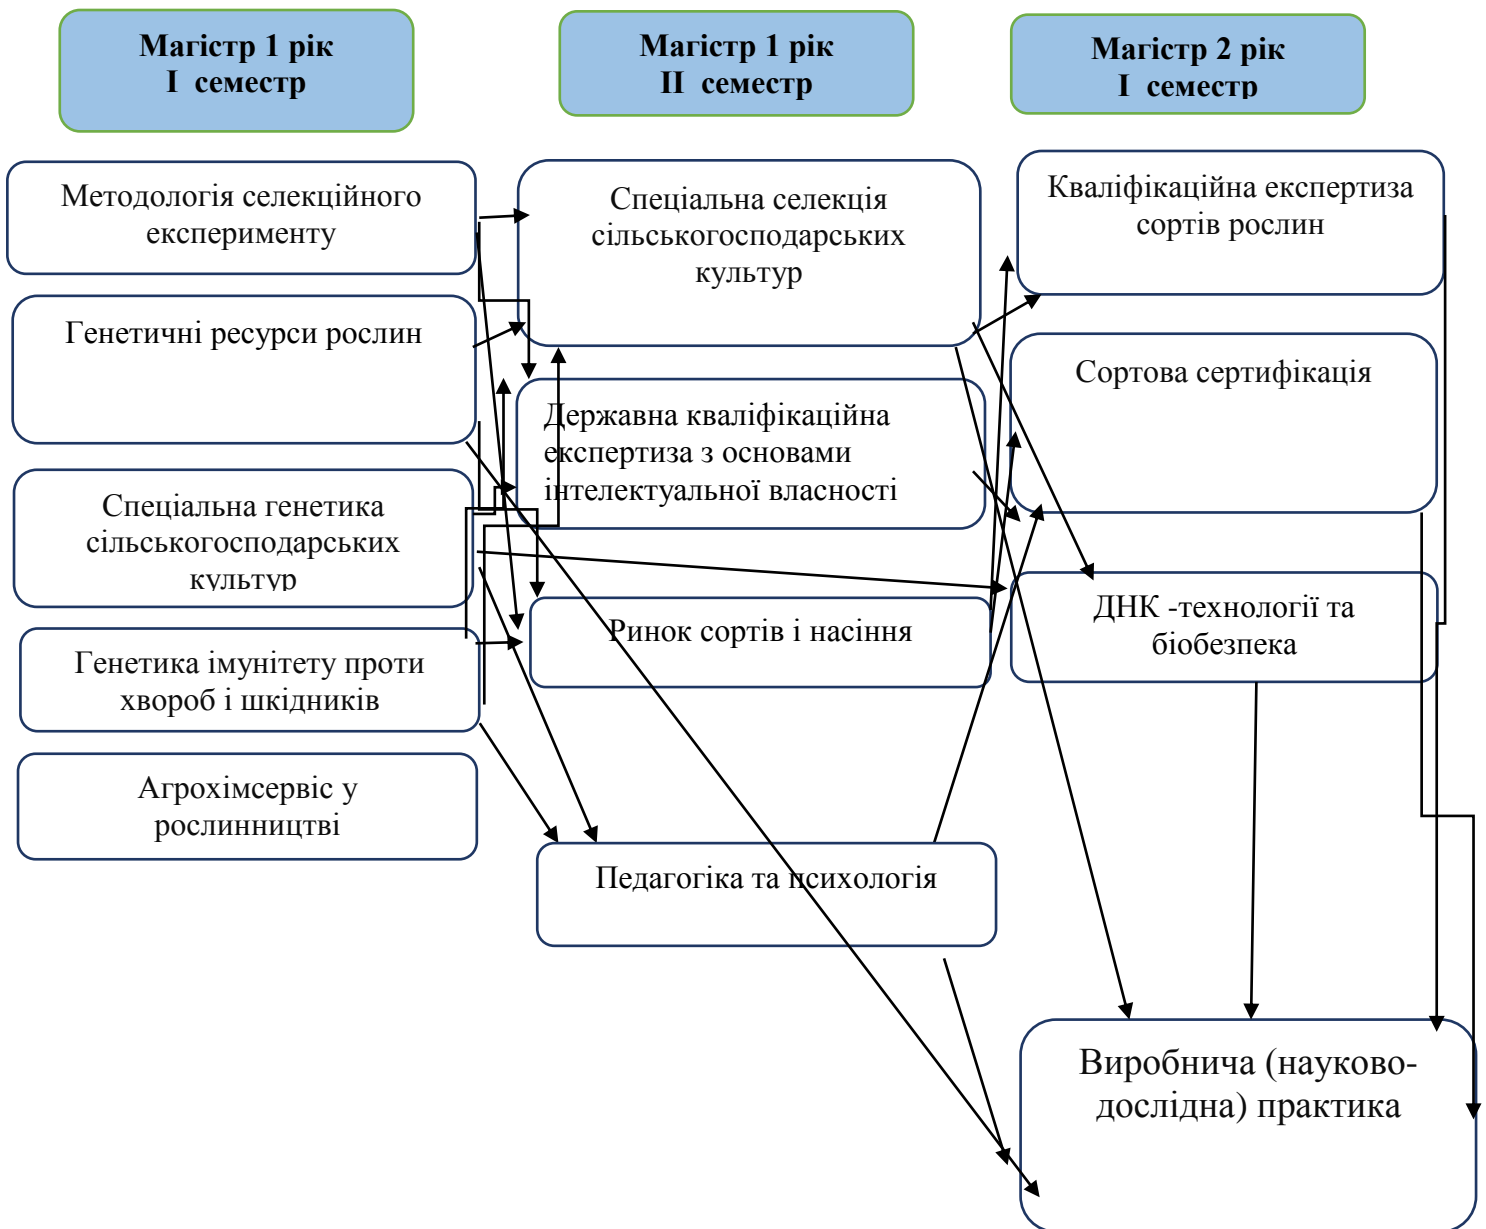 Магістр 1 рік
І семестр
Магістр 1 рік
ІІ семестр
Магістр 2 рік
І семестр
Методологія селекційного
експерименту
Генетичні ресурси рослин
Спеціальна генетика
сільськогосподарських
культур
Генетика імунітету проти
хвороб і шкідників
Агрохімсервіс у
рослинництві
Спеціальна селекція
сільськогосподарських
культур
Державна кваліфікаційна
експертиза з основами
інтелектуальної власності
Ринок сортів і насіння
Педагогіка та психологія
Кваліфікаційна експертиза
сортів рослин
Сортова сертифікація
ДНК -технології та
біобезпека
Виробнича (науково-
дослідна) практика